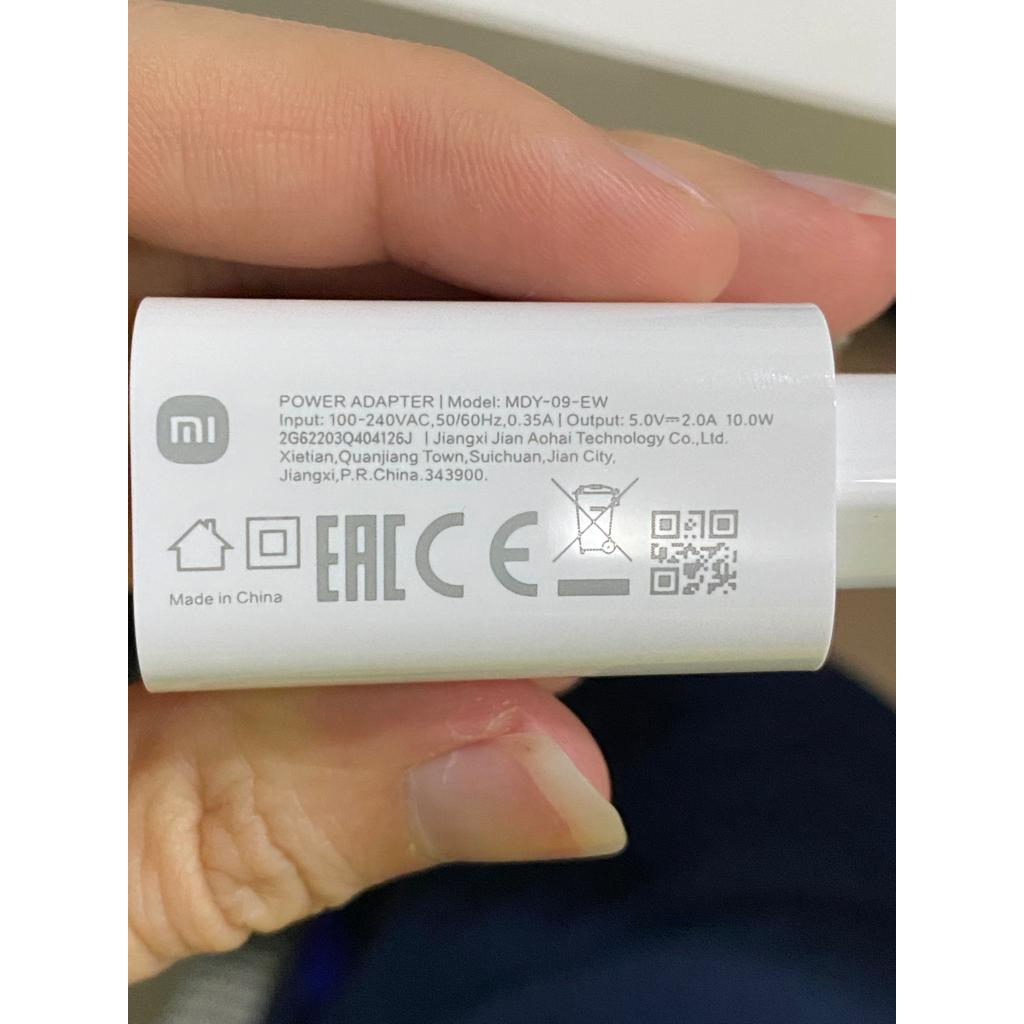 mi
POWER ADAPTER | Model: MDY-09-EW
Input: 100-240VAC,50/60Hz,0.35A | Output: 5.0V⎓2.0A 10.0W
2G62203Q404126J | Jiangxi Jian Aohai Technology Co.,Ltd.
Xietian,Quanjiang Town,Suichuan,Jian City,
Jiangxi,P.R.China.343900.
EAC CE
Made in China